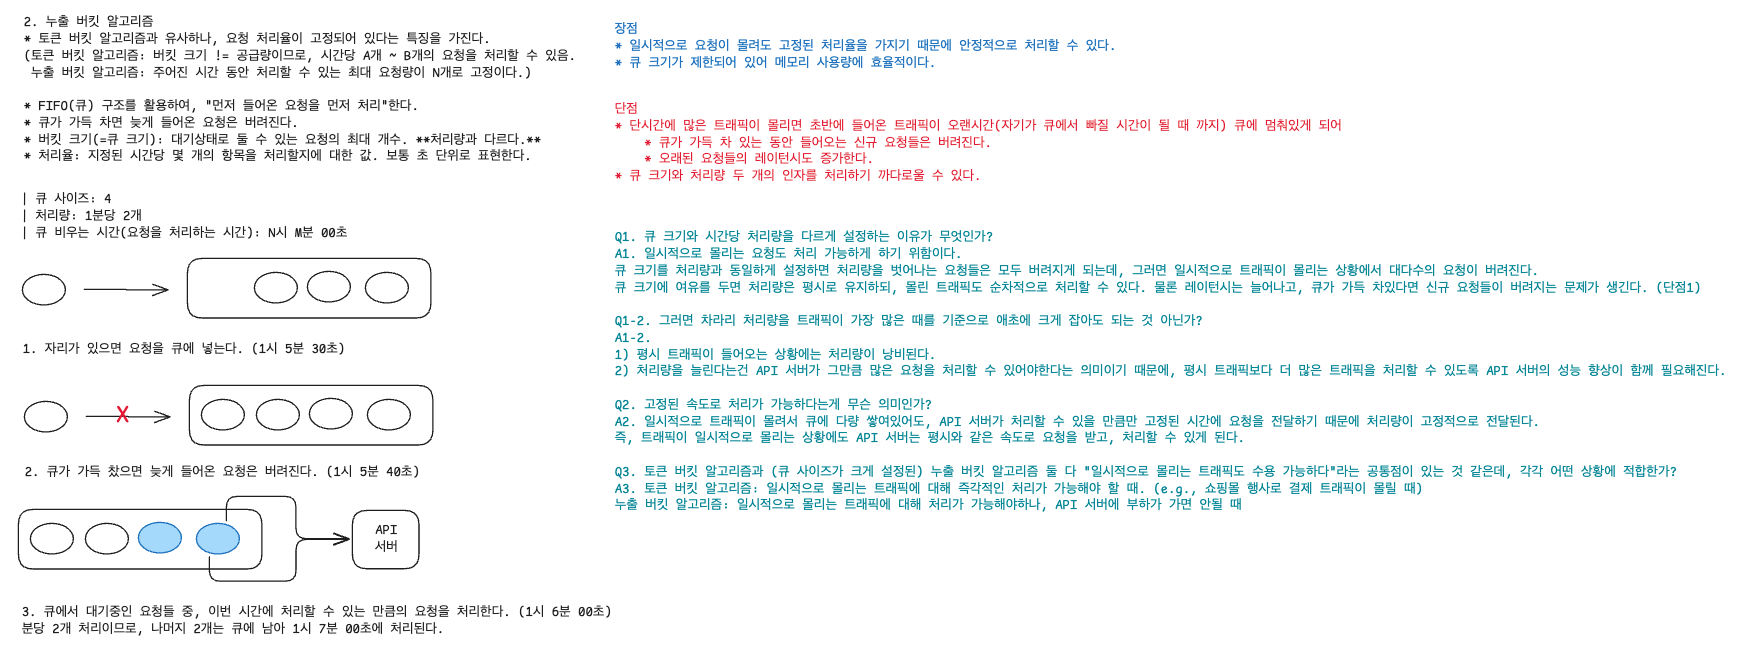 2. 누출 버킷 알고리즘
* 토큰 버킷 알고리즘과 유사하나, 요청 처리율이 고정되어 있다는 특징을 가진다.
(토큰 버킷 알고리즘: 버킷 크기 != 공급량이므로, 시간당 A개 ~ B개의 요청을 처리할 수 있음.
누출 버킷 알고리즘: 주어진 시간 동안 처리할 수 있는 최대 요청량이 N개로 고정이다.)
* FIFO(큐) 구조를 활용하여, "먼저 들어온 요청을 먼저 처리"한다.
* 큐가 가득 차면 늦게 들어온 요청은 버려진다.
* 버킷 크기(=큐 크기): 대기상태로 둘 수 있는 요청의 최대 개수. **처리량과 다르다.**
* 처리율: 지정된 시간당 몇 개의 항목을 처리할지에 대한 값. 보통 초 단위로 표현한다.
| 큐 사이즈: 4
| 처리량: 1분당 2개
| 큐 비우는 시간(요청을 처리하는 시간): N시 M분 00초
1. 자리가 있으면 요청을 큐에 넣는다. (1시 5분 30초)
X
2. 큐가 가득 찼으면 늦게 들어온 요청은 버려진다. (1시 5분 40초)
API
서버
3. 큐에서 대기중인 요청들 중, 이번 시간에 처리할 수 있는 만큼의 요청을 처리한다. (1시 6분 00초)
분당 2개 처리이므로, 나머지 2개는 큐에 남아 1시 7분 00초에 처리된다.
장점
* 일시적으로 요청이 몰려도 고정된 처리율을 가지기 때문에 안정적으로 처리할 수 있다.
* 큐 크기가 제한되어 있어 메모리 사용량에 효율적이다.
단점
* 단시간에 많은 트래픽이 몰리면 초반에 들어온 트래픽이 오랜시간(자기가 큐에서 빠질 시간이 될 때 까지) 큐에 멈춰있게 되어
* 큐가 가득 차 있는 동안 들어오는 신규 요청들은 버려진다.
* 오래된 요청들의 레이턴시도 증가한다.
* 큐 크기와 처리량 두 개의 인자를 처리하기 까다로울 수 있다.
Q1. 큐 크기와 시간당 처리량을 다르게 설정하는 이유가 무엇인가?
A1. 일시적으로 몰리는 요청도 처리 가능하게 하기 위함이다.
큐 크기를 처리량과 동일하게 설정하면 처리량을 벗어나는 요청들은 모두 버려지게 되는데, 그러면 일시적으로 트래픽이 몰리는 상황에서 대다수의 요청이 버려진다.
큐 크기에 여유를 두면 처리량은 평시로 유지하되, 몰린 트래픽도 순차적으로 처리할 수 있다. 물론 레이턴시는 늘어나고, 큐가 가득 차있다면 신규 요청들이 버려지는 문제가 생긴다. (단점1)
Q1-2. 그러면 차라리 처리량을 트래픽이 가장 많은 때를 기준으로 애초에 크게 잡아도 되는 것 아닌가?
A1-2.
1) 평시 트래픽이 들어오는 상황에는 처리량이 낭비된다.
2) 처리량을 늘린다는건 API 서버가 그만큼 많은 요청을 처리할 수 있어야한다는 의미이기 때문에, 평시 트래픽보다 더 많은 트래픽을 처리할 수 있도록 API 서버의 성능 향상이 함께 필요해진다.
Q2. 고정된 속도로 처리가 가능하다는게 무슨 의미인가?
A2. 일시적으로 트래픽이 몰려서 큐에 다량 쌓여있어도, API 서버가 처리할 수 있을 만큼만 고정된 시간에 요청을 전달하기 때문에 처리량이 고정적으로 전달된다.
즉, 트래픽이 일시적으로 몰리는 상황에도 API 서버는 평시와 같은 속도로 요청을 받고, 처리할 수 있게 된다.
Q3. 토큰 버킷 알고리즘과 (큐 사이즈가 크게 설정된) 누출 버킷 알고리즘 둘 다 "일시적으로 몰리는 트래픽도 수용 가능하다"라는 공통점이 있는 것 같은데, 각각 어떤 상황에 적합한가?
A3. 토큰 버킷 알고리즘: 일시적으로 몰리는 트래픽에 대해 즉각적인 처리가 가능해야 할 때. (e.g., 쇼핑몰 행사로 결제 트래픽이 몰릴 때)
누출 버킷 알고리즘: 일시적으로 몰리는 트래픽에 대해 처리가 가능해야하나, API 서버에 부하가 가면 안될 때